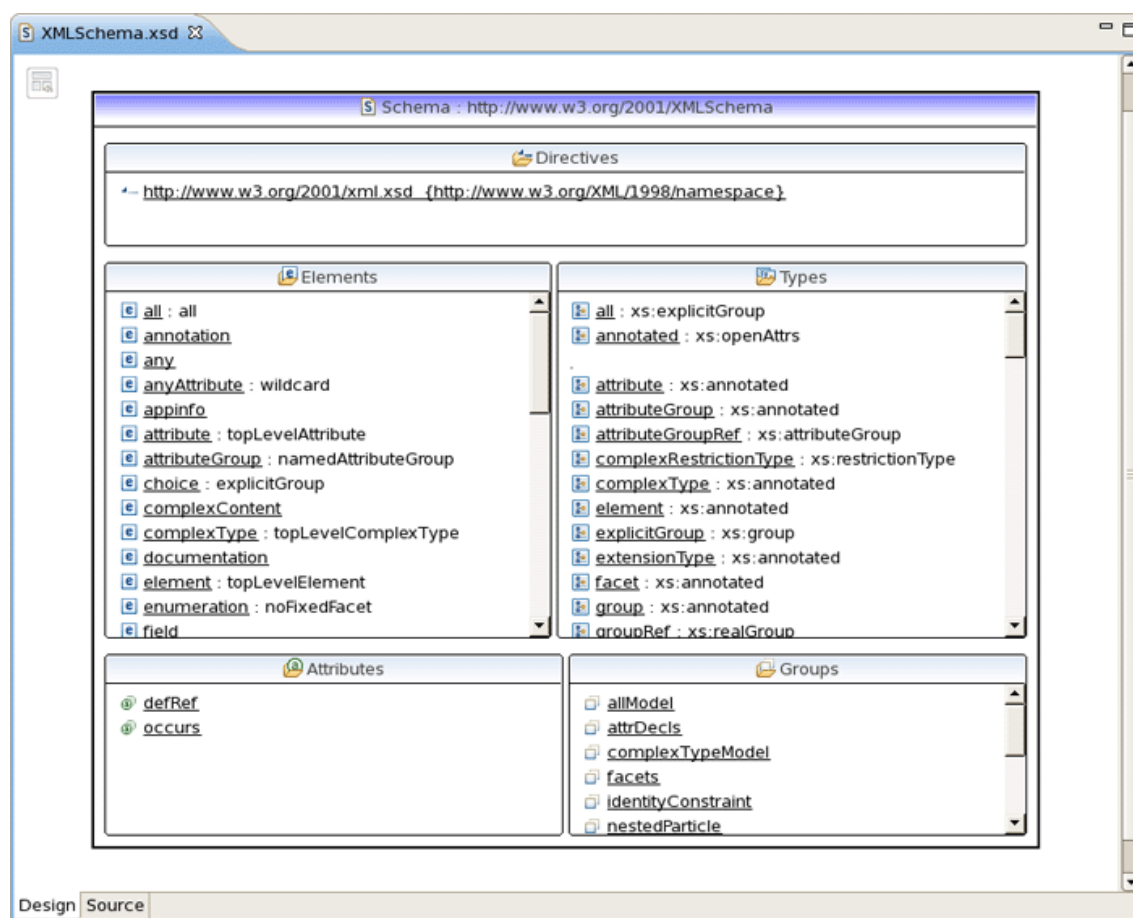 XMLSchema.xsd
Schema : http://www.w3.org/2001/XMLSchema
Directives
http://www.w3.org/2001/xml.xsd {http://www.w3.org/XML/1998/namespace}
Elements
all : all
annotation
any
anyAttribute : wildcard
appinfo
attribute : topLevelAttribute
attributeGroup : namedAttributeGroup
choice : explicitGroup
complexContent
complexType : topLevelComplexType
documentation
element : topLevelElement
enumeration : noFixedFacet
field
Types
all : xs:explicitGroup
annotated : xs:openAttrs
attribute : xs:annotated
attributeGroup : xs:annotated
attributeGroupRef : xs:attributeGroup
complexRestrictionType : xs:restrictionType
complexType : xs:annotated
element : xs:annotated
explicitGroup : xs:group
extensionType : xs:annotated
facet : xs:annotated
group : xs:annotated
groupRef : xs:realGroup
Attributes
defRef
occurs
Groups
allModel
attrDecls
complexTypeModel
facets
identityConstraint
nestedParticle
Design Source